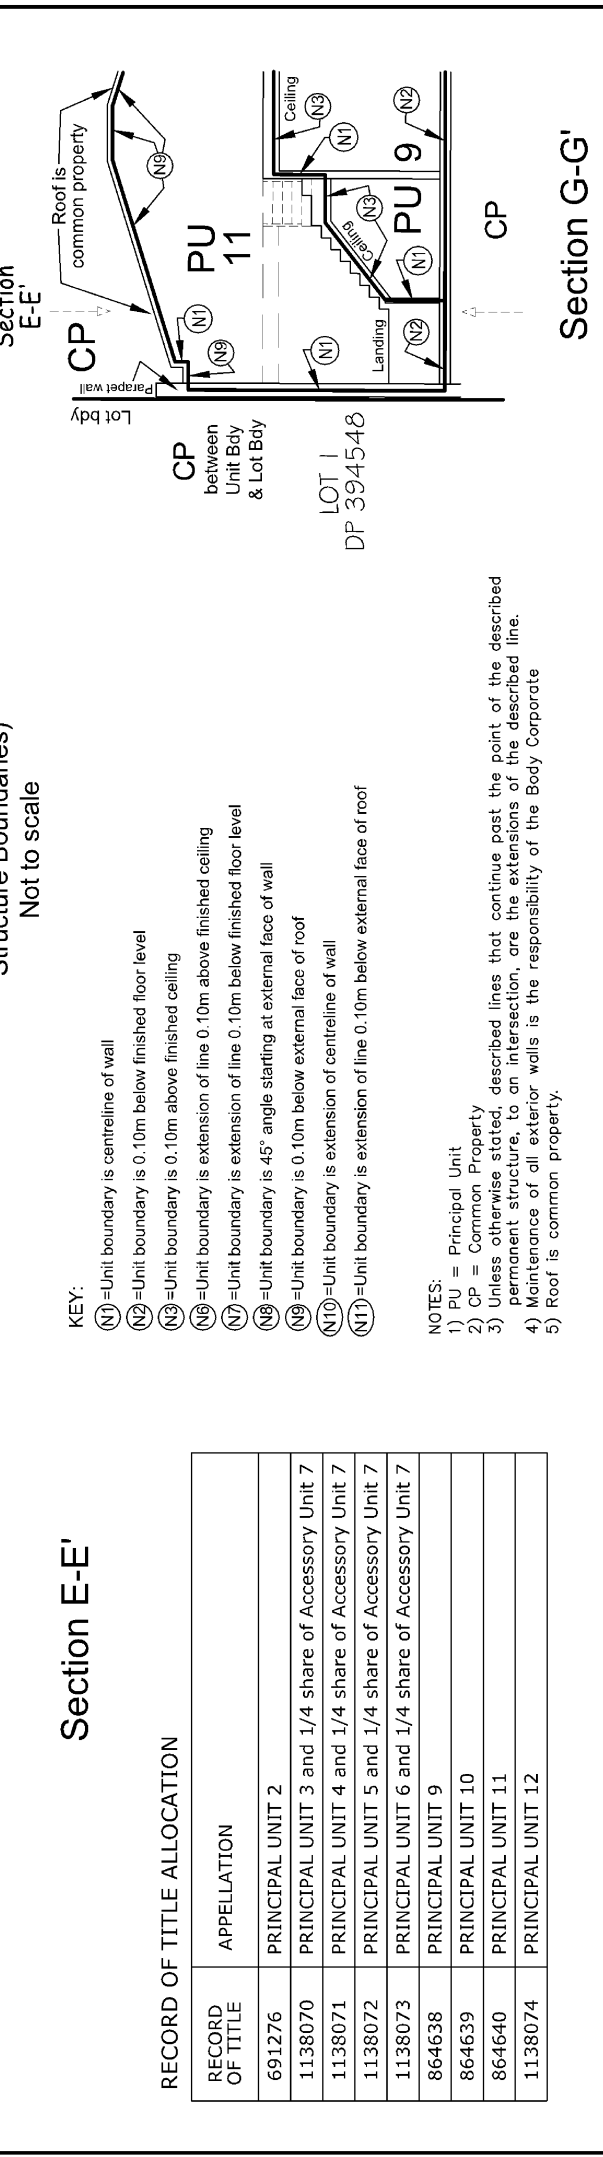 Structure Boundaries)
Not to scale
Section E-E'
RECORD OF TITLE ALLOCATION
RECORD OF TITLE APPELLATION
691276 PRINCIPAL UNIT 2
1138070 PRINCIPAL UNIT 3 and 1/4 share of Accessory Unit 7
1138071 PRINCIPAL UNIT 4 and 1/4 share of Accessory Unit 7
1138072 PRINCIPAL UNIT 5 and 1/4 share of Accessory Unit 7
1138073 PRINCIPAL UNIT 6 and 1/4 share of Accessory Unit 7
864638 PRINCIPAL UNIT 9
864639 PRINCIPAL UNIT 10
864640 PRINCIPAL UNIT 11
1138074 PRINCIPAL UNIT 12
KEY:
N1 =Unit boundary is centreline of wall
N2 =Unit boundary is 0.10m below finished floor level
N3 =Unit boundary is 0.10m above finished ceiling
N6 =Unit boundary is extension of line 0.10m above finished ceiling
N7 =Unit boundary is extension of line 0.10m below finished floor level
N8 =Unit boundary is 45° angle starting at external face of wall
N9 =Unit boundary is 0.10m below external face of roof
N10 =Unit boundary is extension of centreline of wall
N11 =Unit boundary is extension of line 0.10m below external face of roof
NOTES:
1) PU = Principal Unit
2) CP = Common Property
3) Unless otherwise stated, described lines that continue past the point of the described
permanent structure, to an intersection, are the extensions of the described line.
4) Maintenance of all exterior walls is the responsibility of the Body Corporate
5) Roof is common property.
Section
E-E'
Roof is
common property
CP
Lot bdy
Parapet wall
N9
N1
N9
PU
11
CP
between
Unit Bdy
& Lot Bdy
LOT 1
DP 394548
N1
Ceiling
N3
N1
N3
Ceiling
Landing
N2
PU 9
N1
N2
CP
Section G-G'